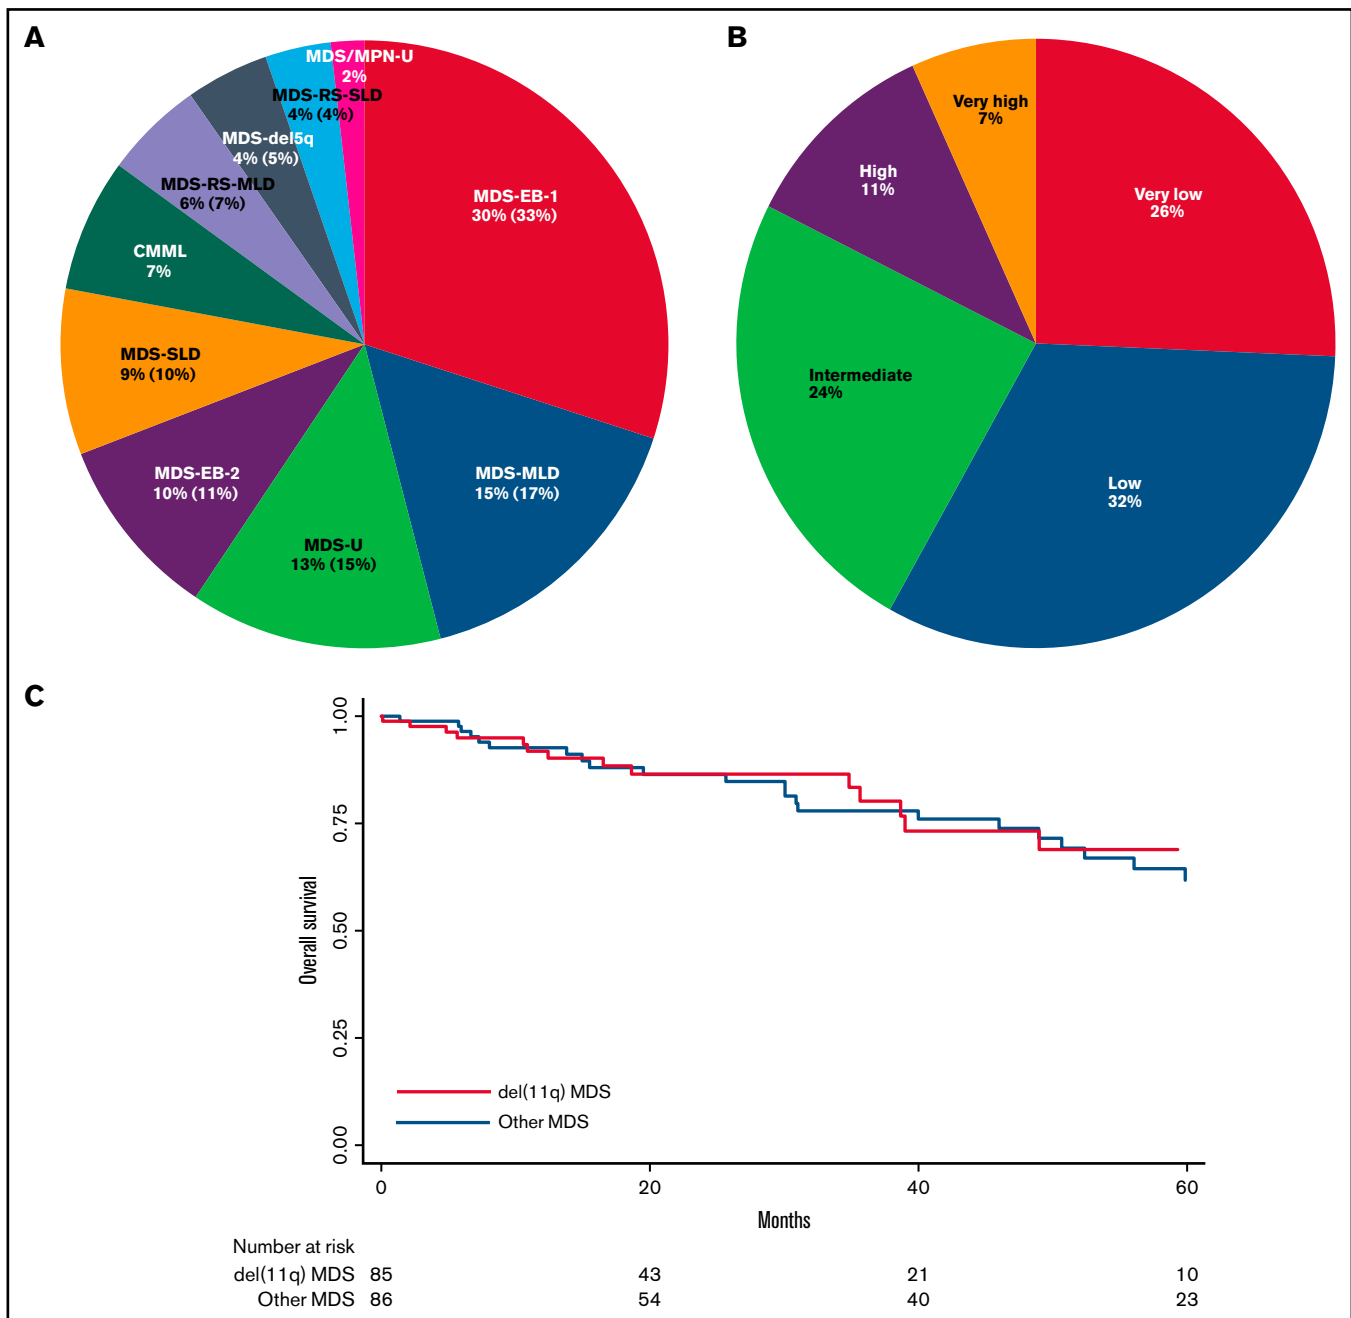 A
MDS/MPN-U
2%
MDS-RS-SLD
4% (4%)
MDS-del5q
4% (5%)
MDS-RS-MLD
6% (7%)
CMML
7%
MDS-SLD
9% (10%)
MDS-EB-2
10% (11%)
MDS-U
13% (15%)
MDS-MLD
15% (17%)
MDS-EB-1
30% (33%)
B
Very high
7%
High
11%
Intermediate
24%
Low
32%
Very low
26%
C
Overall survival
1.00
0.75
0.50
0.25
0.00
del(11q) MDS
Other MDS
0 20 40 60
Months
Number at risk
del(11q) MDS 85 43 21 10
Other MDS 86 54 40 23